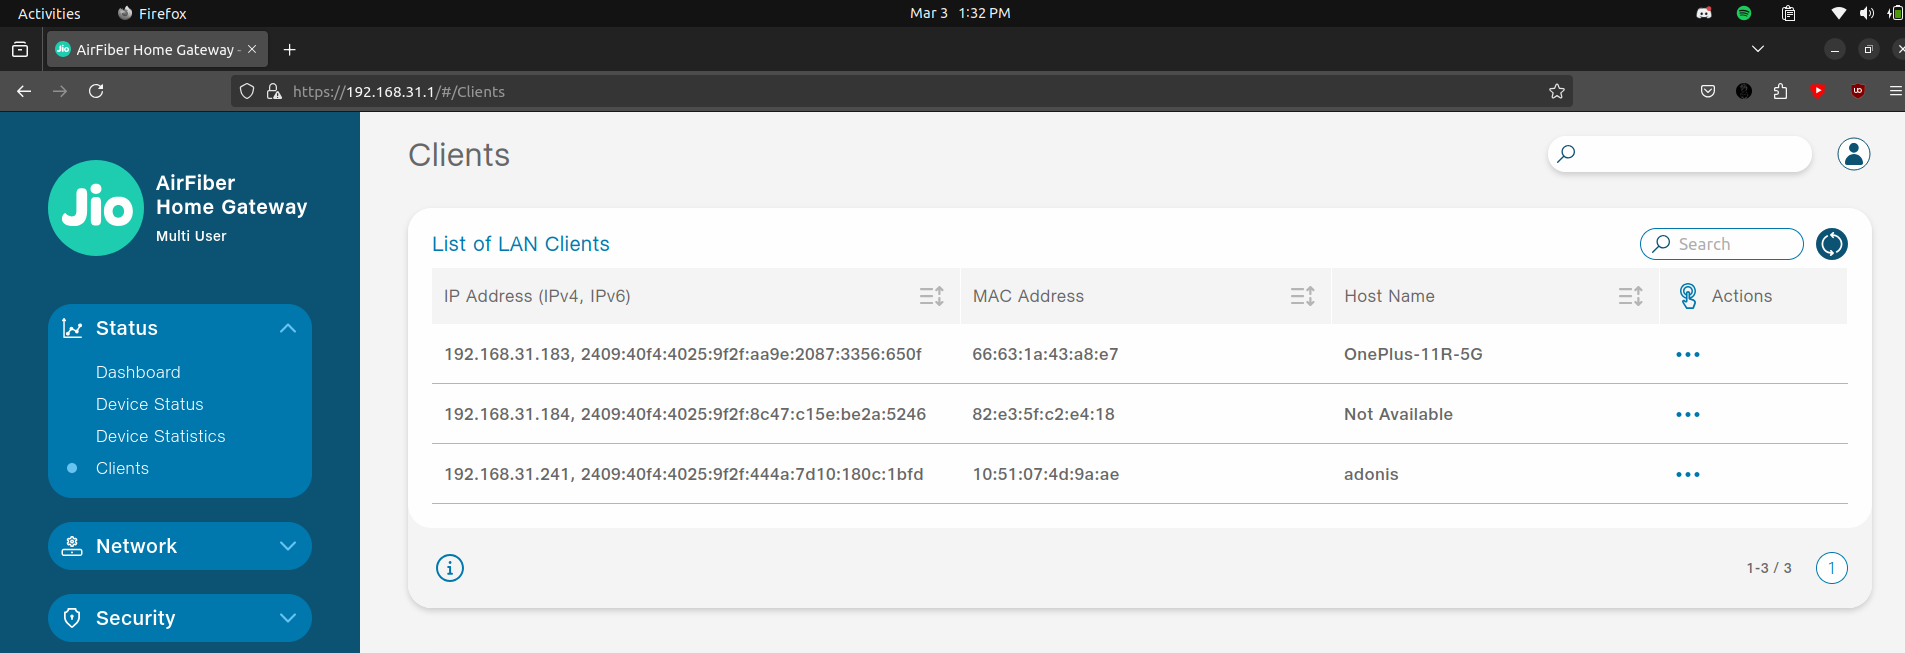 Activities Firefox Mar 3 1:32 PM
AirFiber Home Gateway -
https://192.168.31.1/#/Clients
Jio
AirFiber
Home Gateway
Multi User
Status
Dashboard
Device Status
Device Statistics
Clients
Network
Security
Clients
List of LAN Clients Search
IP Address (IPv4, IPv6) MAC Address Host Name Actions
192.168.31.183, 2409:40f4:4025:9f2f:aa9e:2087:3356:650f 66:63:1a:43:a8:e7 OnePlus-11R-5G
192.168.31.184, 2409:40f4:4025:9f2f:8c47:c15e:be2a:5246 82:e3:5f:c2:e4:18 Not Available
192.168.31.241, 2409:40f4:4025:9f2f:444a:7d10:180c:1bfd 10:51:07:4d:9a:ae adonis
1-3 / 3 1